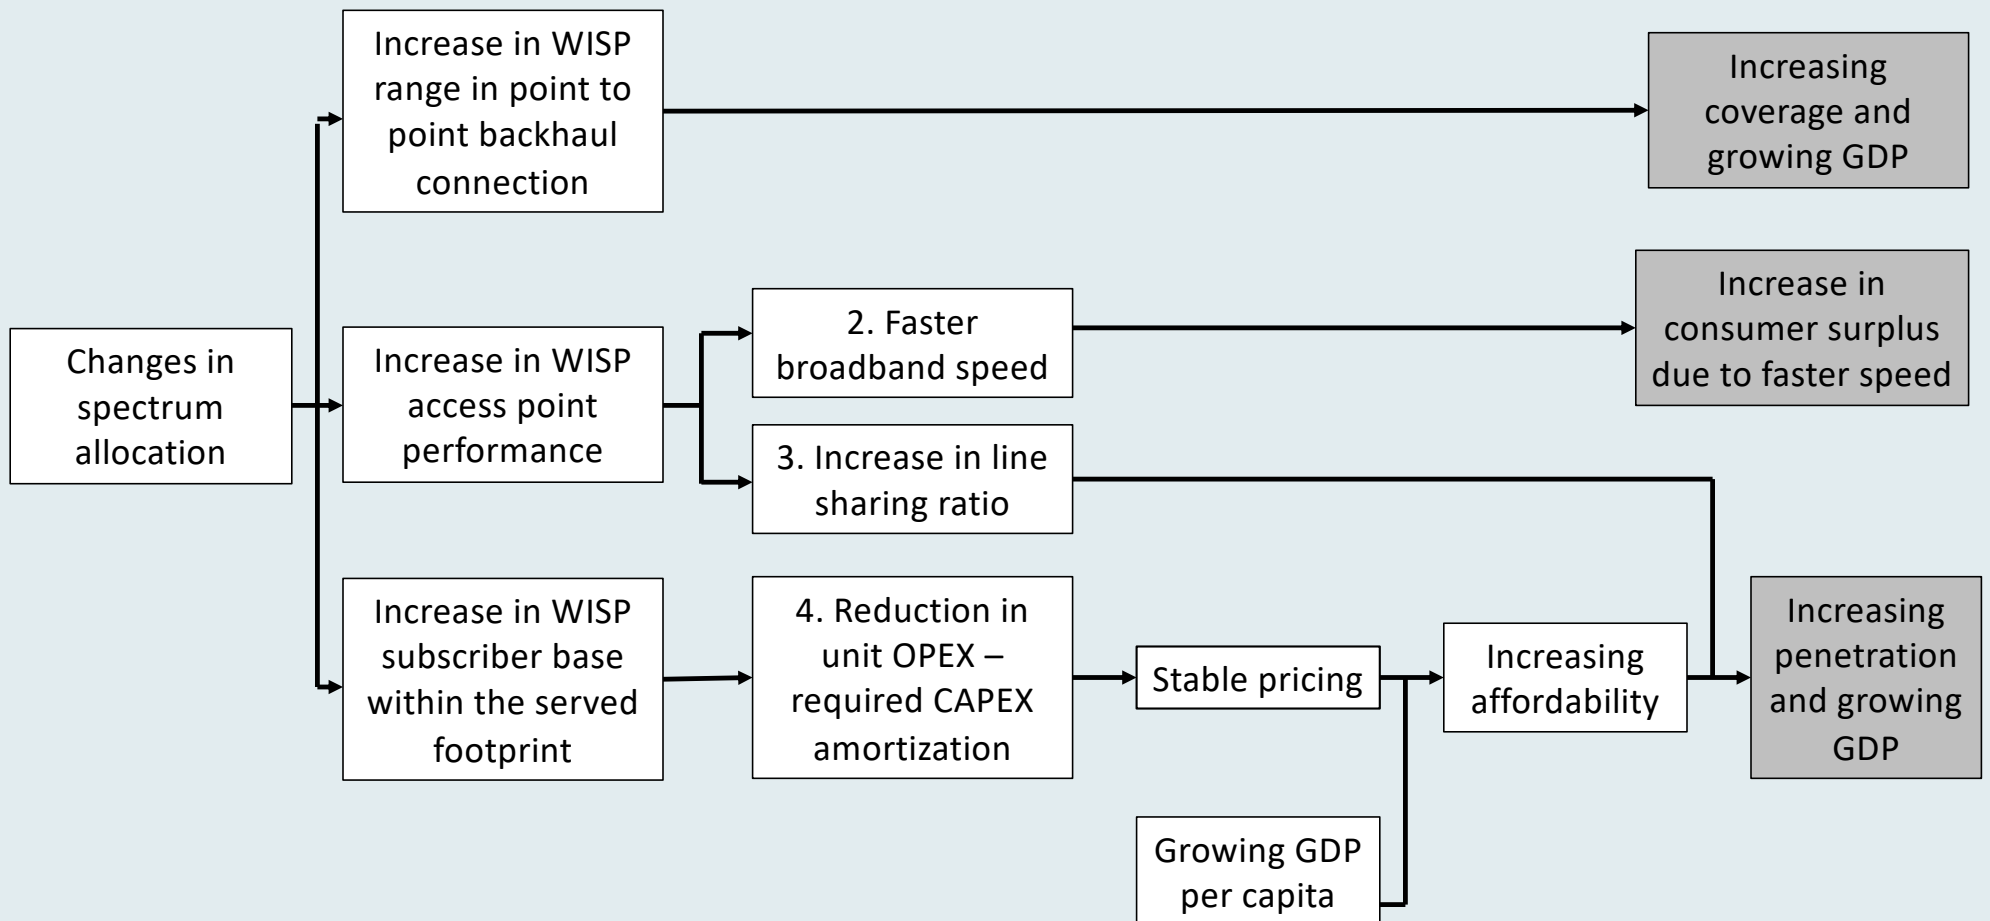 Increase in WISP
range in point to
point backhaul
connection
Increasing
coverage and
growing GDP
Changes in
spectrum
allocation
Increase in WISP
access point
performance
2. Faster
broadband speed
Increase in
consumer surplus
due to faster speed
3. Increase in line
sharing ratio
Increase in WISP
subscriber base
within the served
footprint
4. Reduction in
unit OPEX –
required CAPEX
amortization
Stable pricing
Increasing
affordability
Increasing
penetration
and growing
GDP
Growing GDP
per capita